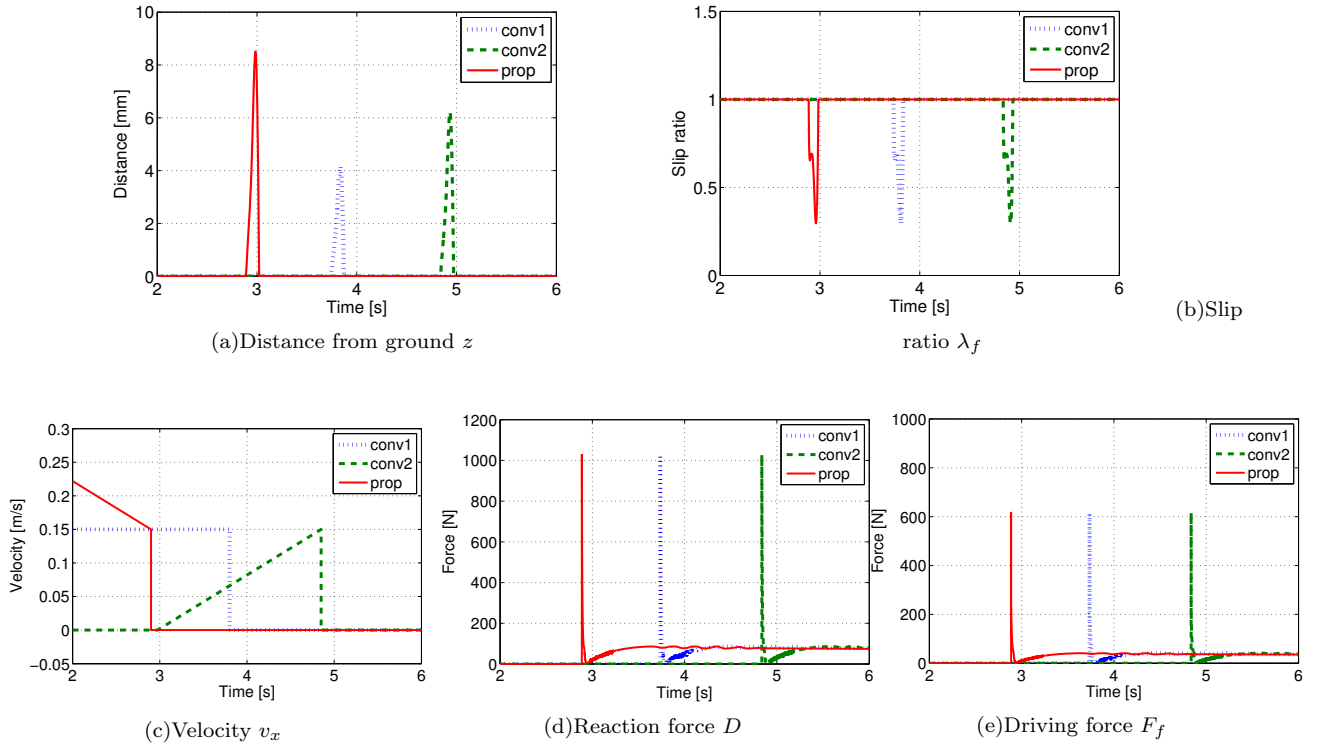 10
8
6
4
2
0
Distance [mm]
conv1
conv2
prop
2 3 4 5 6
Time [s]
(a)Distance from ground z
1.5
1
0.5
0
Slip ratio
conv1
conv2
prop
2 3 4 5 6
Time [s]
(b)Slip
ratio λf
0.3
0.25
0.2
0.15
0.1
0.05
0
−0.05
Velocity [m/s]
conv1
conv2
prop
2 3 4 5 6
Time [s]
(c)Velocity vx
1200
1000
800
600
400
200
0
Force [N]
conv1
conv2
prop
2 3 4 5 6
Time [s]
(d)Reaction force D
1000
800
600
400
200
0
Force [N]
conv1
conv2
prop
2 3 4 5 6
Time [s]
(e)Driving force Ff